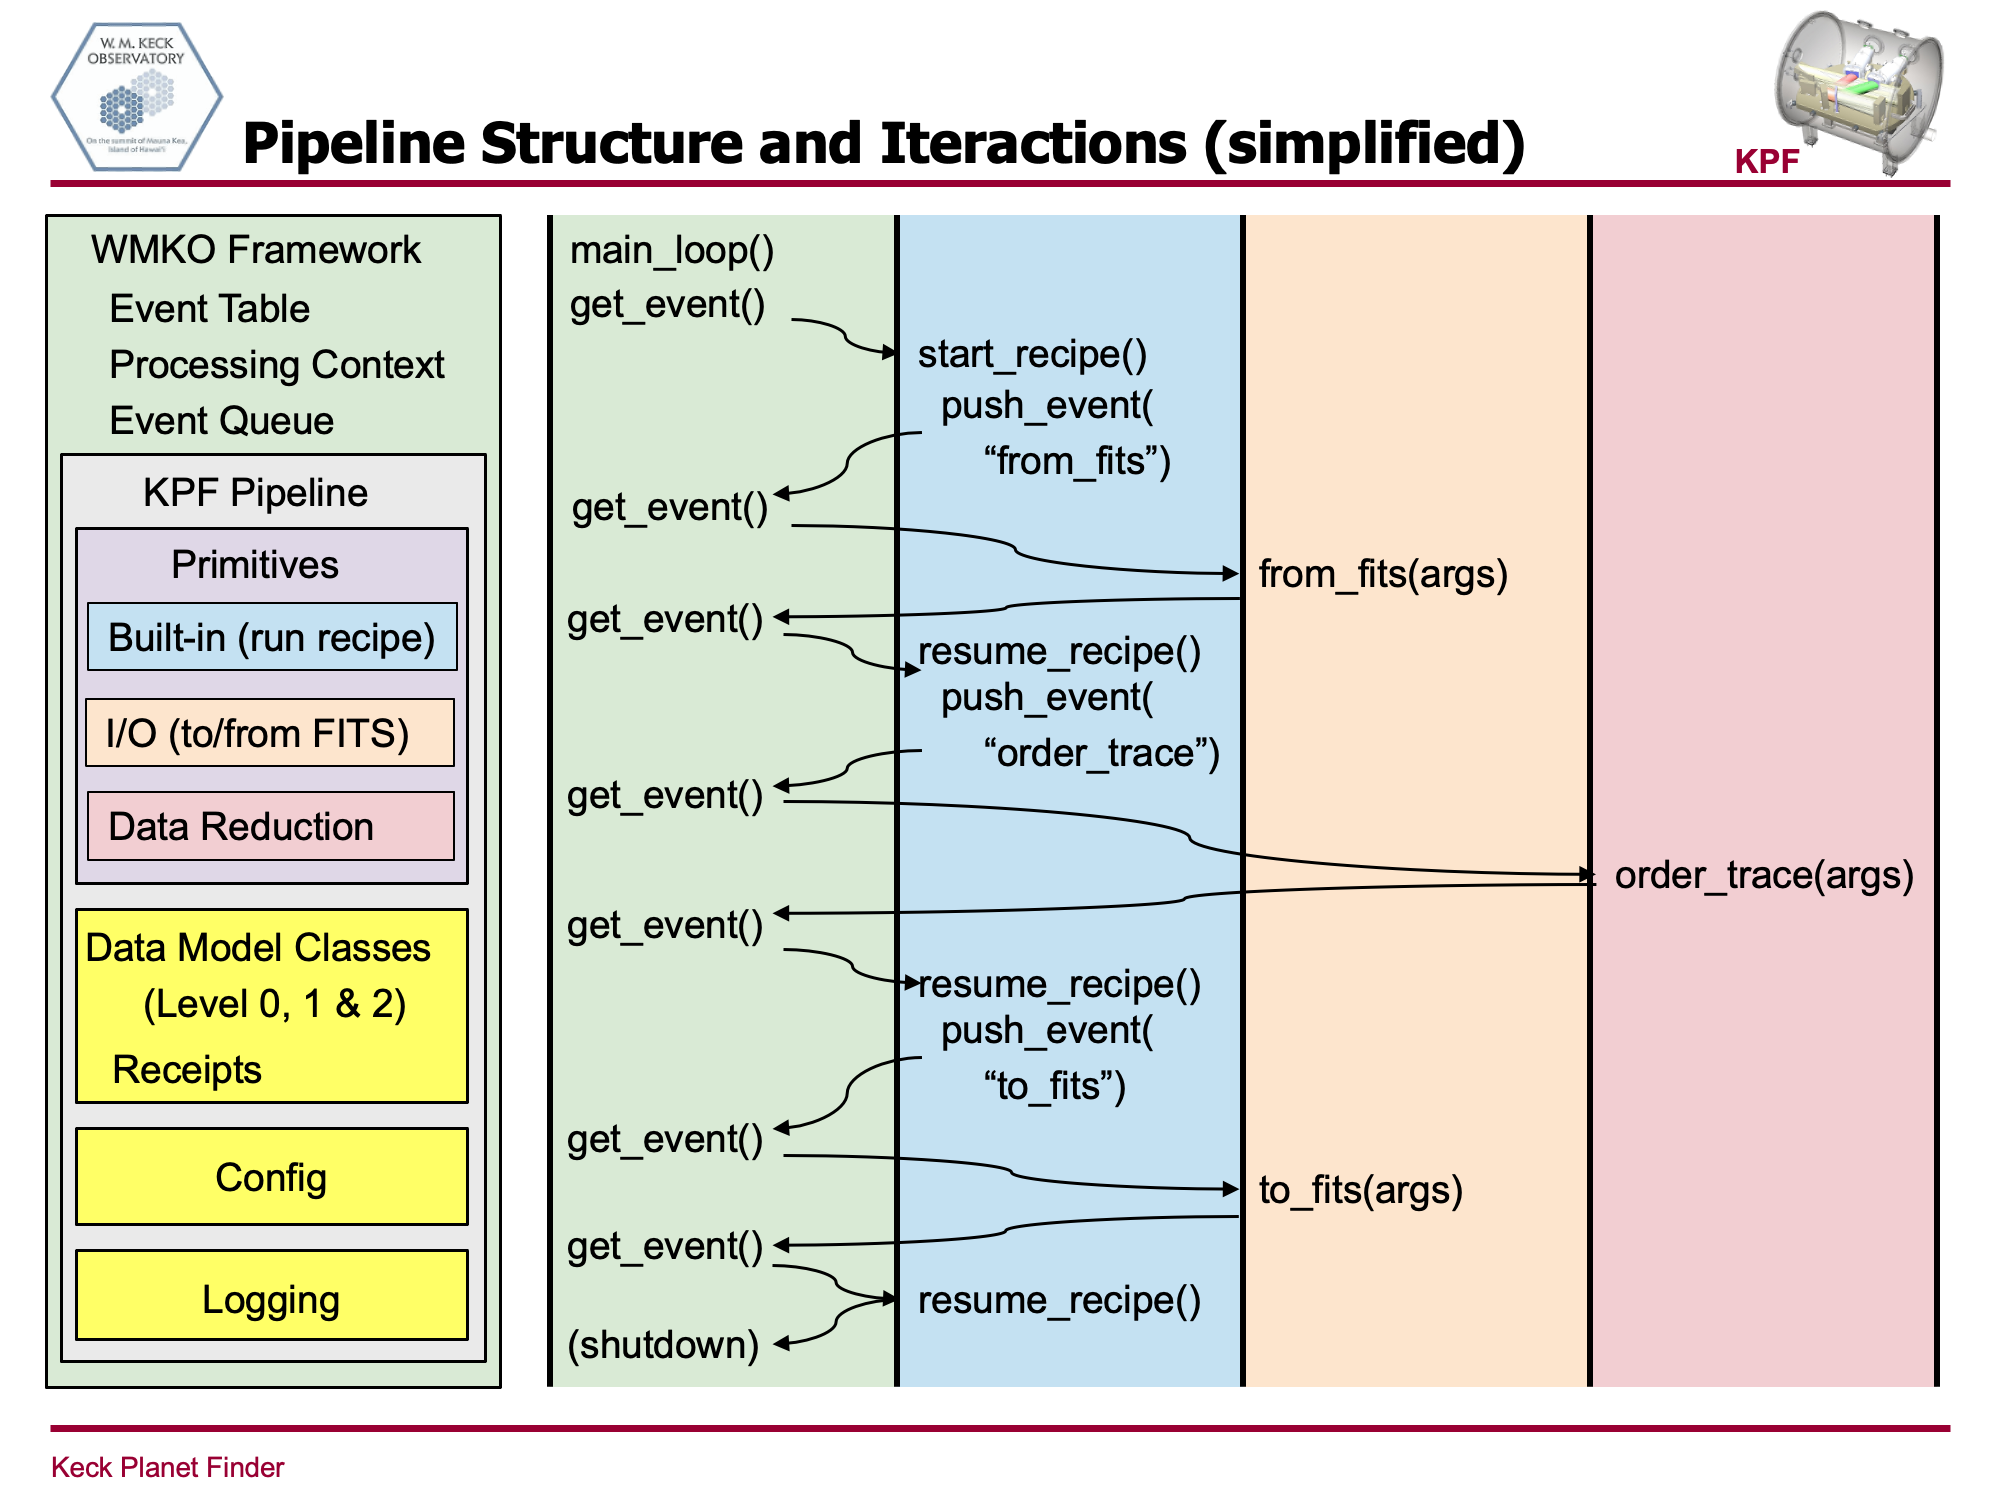 W. M. KECK
OBSERVATORY
On the summit of Mauna Kea,
Island of Hawai'i
Pipeline Structure and Iteractions (simplified)
KPF
WMKO Framework
Event Table
Processing Context
Event Queue
KPF Pipeline
Primitives
Built-in (run recipe)
I/O (to/from FITS)
Data Reduction
Data Model Classes
(Level 0, 1 & 2)
Receipts
Config
Logging
main_loop()
get_event()
start_recipe()
push_event(
“from_fits”)
get_event()
from_fits(args)
get_event()
resume_recipe()
push_event(
“order_trace”)
get_event()
order_trace(args)
get_event()
resume_recipe()
push_event(
“to_fits”)
get_event()
to_fits(args)
get_event()
resume_recipe()
(shutdown)
Keck Planet Finder